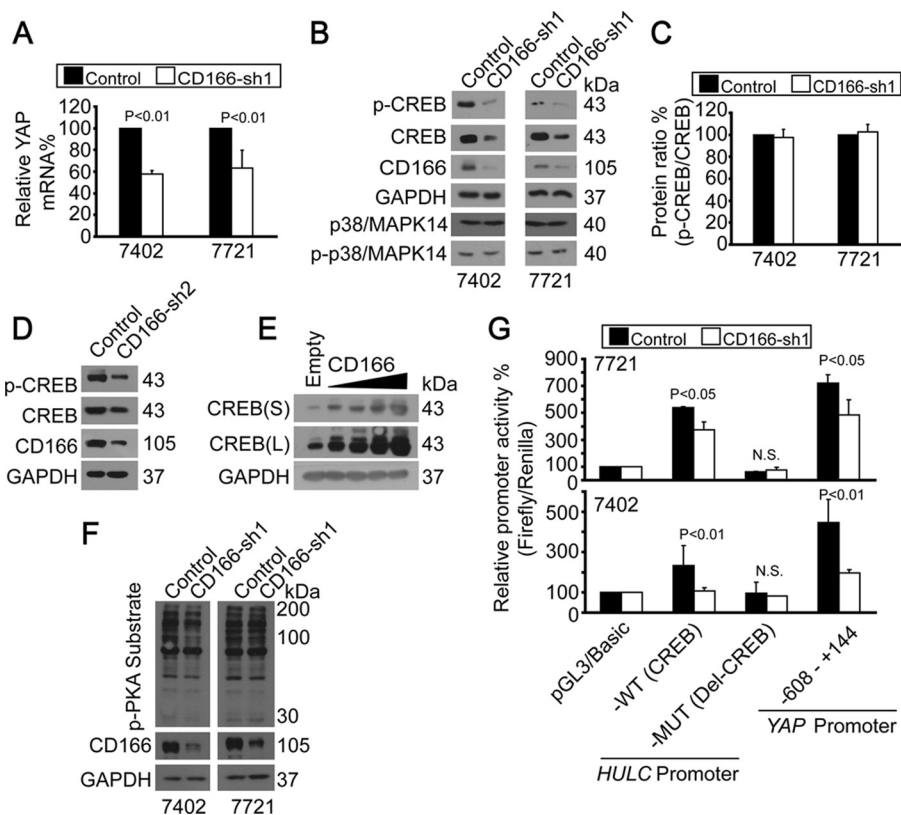 A
Control CD166-sh1
Relative YAP mRNA%
120
100
80
60
40
20
0
P<0.01 P<0.01
7402 7721
B
Control CD166-sh1 Control CD166-sh1
kDa
p-CREB 43
CREB 43
CD166 105
GAPDH 37
p38/MAPK14 40
p-p38/MAPK14 40
7402 7721
C
Control CD166-sh1
Protein ratio %
(p-CREB/CREB)
120
100
80
60
40
20
0
7402 7721
D
Control CD166-sh2
p-CREB 43
CREB 43
CD166 105
GAPDH 37
E
Empty CD166 kDa
CREB(S) 43
CREB(L) 43
GAPDH 37
F
Control CD166-sh1 Control CD166-sh1
kDa
p-PKA Substrate
200
100
30
CD166 105
GAPDH 37
7402 7721
G
Control CD166-sh1
Relative promoter activity %
(Firefly/Renilla)
7721
900
700
500
300
100
0
P<0.05 N.S. P<0.05
7402
500
300
100
0
P<0.01 N.S. P<0.01
pGL3/Basic
-WT (CREB)
-MUT (Del-CREB)
-608 - +144
HULC Promoter
YAP Promoter